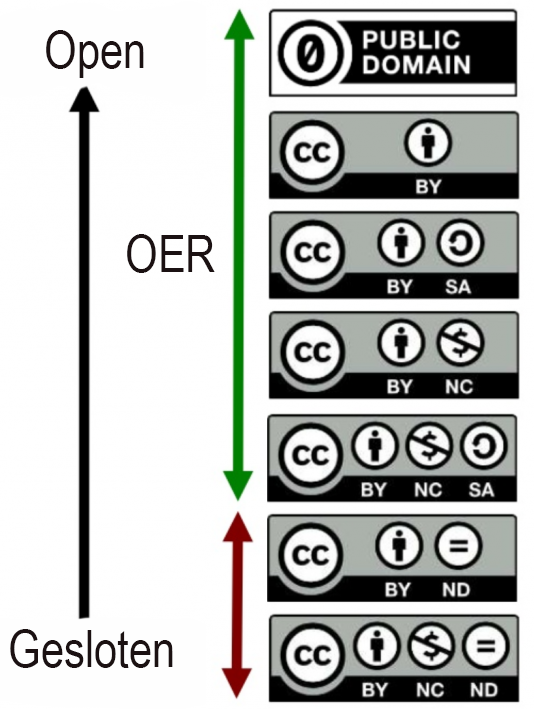 Open
OER
Gesloten
0 PUBLIC
DOMAIN
cc
BY
cc
BY SA
cc $
BY NC
cc $
BY NC SA
cc =
BY ND
cc $ =
BY NC ND